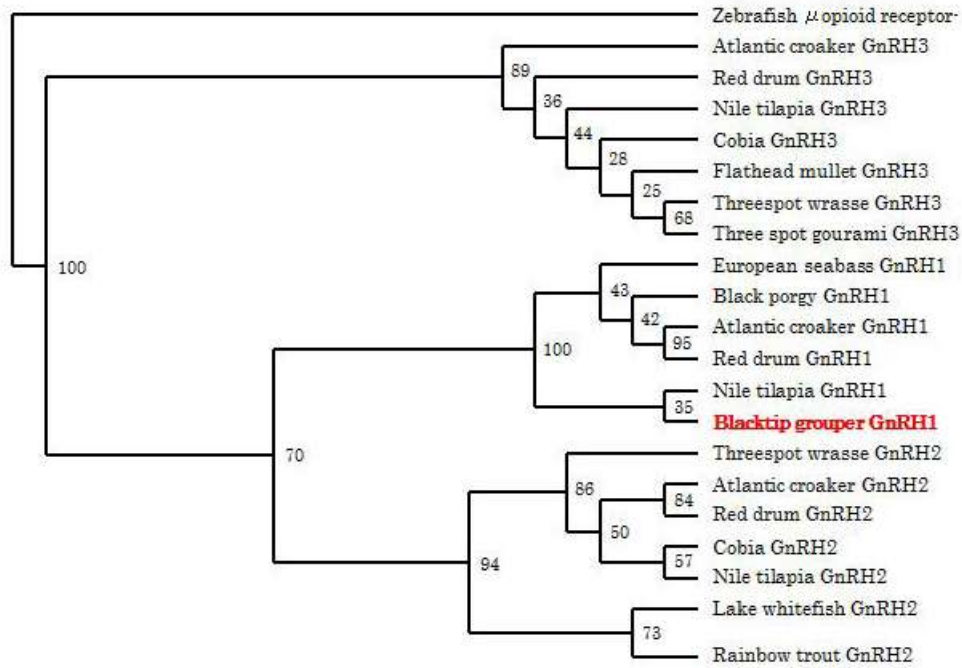 Zebrafish μ opioid receptor-
Atlantic croaker GnRH3
89
Red drum GnRH3
36
Nile tilapia GnRH3
44
Cobia GnRH3
28
Flathead mullet GnRH3
25
Threespot wrasse GnRH3
68
Three spot gourami GnRH3
100
European seabass GnRH1
43
Black porgy GnRH1
42
Atlantic croaker GnRH1
95
100
Red drum GnRH1
Nile tilapia GnRH1
35
Blacktip grouper GnRH1
70
Threespot wrasse GnRH2
86
Atlantic croaker GnRH2
84
Red drum GnRH2
50
Cobia GnRH2
57
94
Nile tilapia GnRH2
Lake whitefish GnRH2
73
Rainbow trout GnRH2